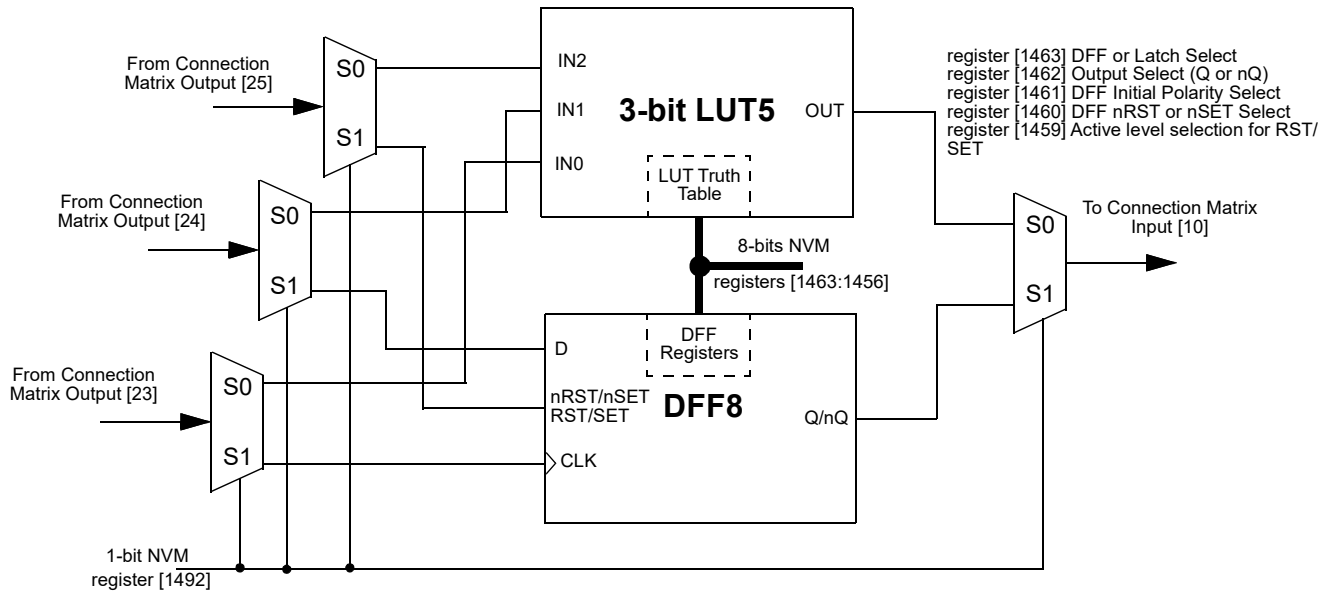 From Connection
Matrix Output [25]
S0
S1
From Connection
Matrix Output [24]
S0
S1
From Connection
Matrix Output [23]
S0
S1
1-bit NVM
register [1492]
IN2
IN1
IN0
3-bit LUT5
OUT
LUT Truth
Table
8-bits NVM
registers [1463:1456]
DFF
Registers
D
nRST/nSET
RST/SET
DFF8
Q/nQ
CLK
register [1463] DFF or Latch Select
register [1462] Output Select (Q or nQ)
register [1461] DFF Initial Polarity Select
register [1460] DFF nRST or nSET Select
register [1459] Active level selection for RST/
SET
S0
S1
To Connection Matrix
Input [10]